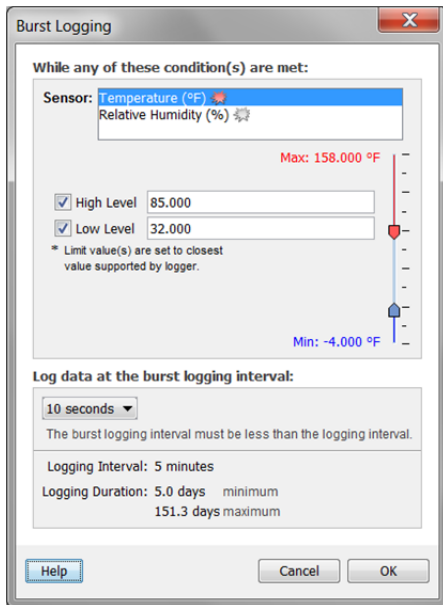 Burst Logging
While any of these condition(s) are met:
Sensor: Temperature (ºF)
Relative Humidity (%)
Max: 158.000 ºF
High Level 85.000
Low Level 32.000
* Limit value(s) are set to closest
value supported by logger.
Min: -4.000 ºF
Log data at the burst logging interval:
10 seconds
The burst logging interval must be less than the logging interval.
Logging Interval: 5 minutes
Logging Duration: 5.0 days minimum
151.3 days maximum
Help Cancel OK